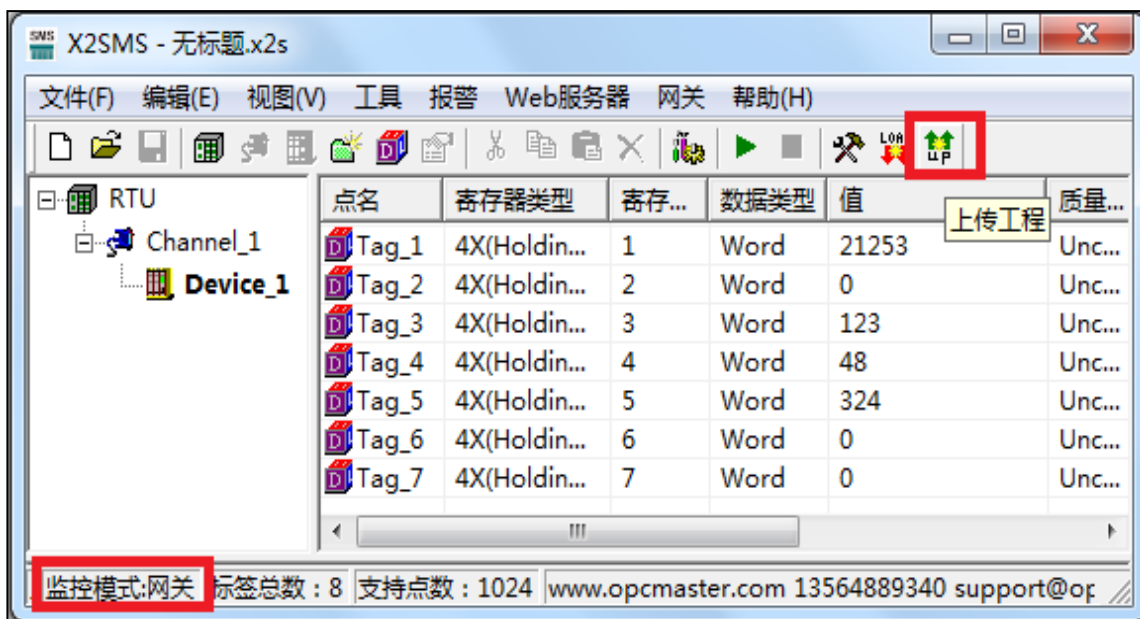 SMS X2SMS - 无标题.x2s
文件(F) 编辑(E) 视图(V) 工具 报警 Web服务器 网关 帮助(H)
LOA UP
RTU
Channel_1
Device_1
点名 寄存器类型 寄存... 数据类型 值 质量...
上传工程
Tag_1 4X(Holdin... 1 Word 21253 Unc...
Tag_2 4X(Holdin... 2 Word 0 Unc...
Tag_3 4X(Holdin... 3 Word 123 Unc...
Tag_4 4X(Holdin... 4 Word 48 Unc...
Tag_5 4X(Holdin... 5 Word 324 Unc...
Tag_6 4X(Holdin... 6 Word 0 Unc...
Tag_7 4X(Holdin... 7 Word 0 Unc...
监控模式:网关 标签总数：8 支持点数：1024 www.opcmaster.com 13564889340 support@op